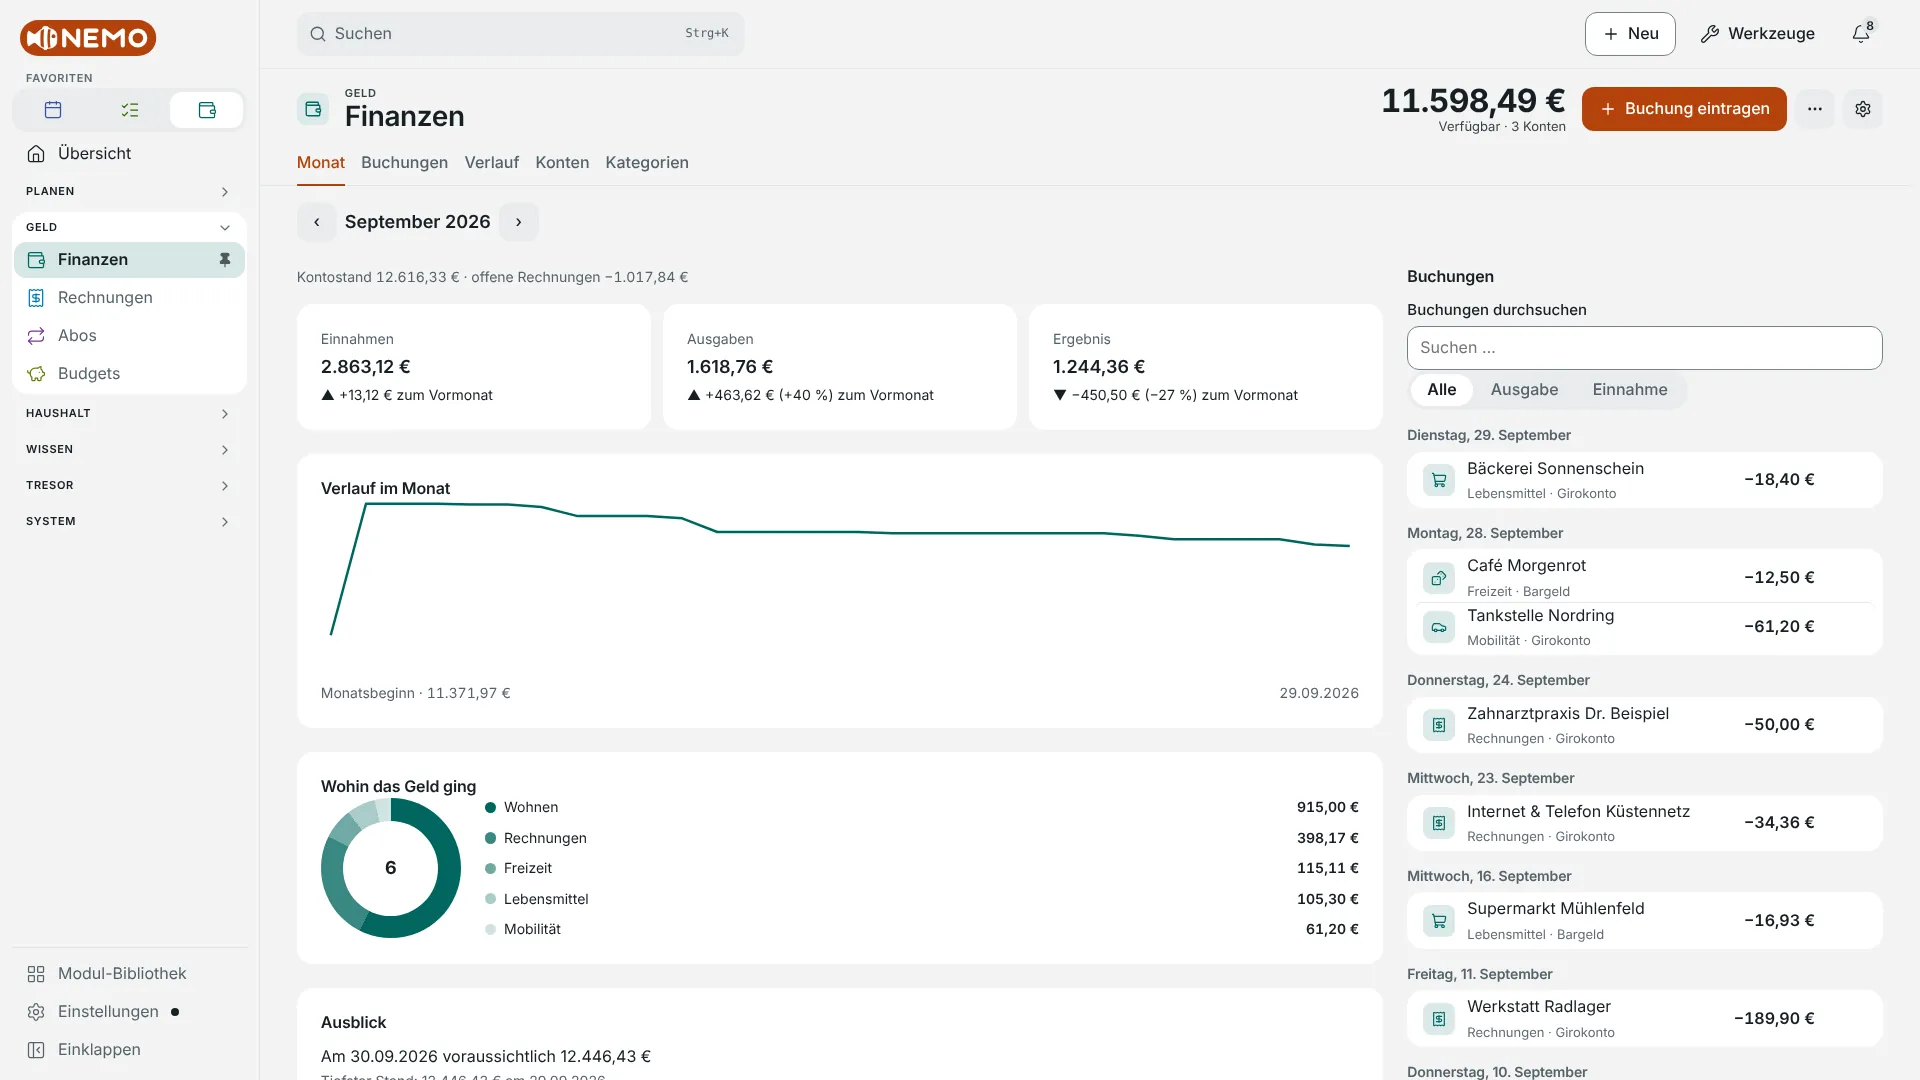 NEMO
FAVORITEN
Übersicht
PLANEN
GELD
Finanzen
Rechnungen
Abos
Budgets
HAUSHALT
WISSEN
TRESOR
SYSTEM
Modul-Bibliothek
Einstellungen
Einklappen
Suchen Strg+K
Neu
Werkzeuge
8
GELD
Finanzen
11.598,49 €
Verfügbar · 3 Konten
Buchung eintragen
Monat Buchungen Verlauf Konten Kategorien
September 2026
Kontostand 12.616,33 € · offene Rechnungen −1.017,84 €
Einnahmen
2.863,12 €
▲ +13,12 € zum Vormonat
Ausgaben
1.618,76 €
▲ +463,62 € (+40 %) zum Vormonat
Ergebnis
1.244,36 €
▼ −450,50 € (−27 %) zum Vormonat
Verlauf im Monat
Monatsbeginn · 11.371,97 € 29.09.2026
Wohin das Geld ging
6
Wohnen 915,00 €
Rechnungen 398,17 €
Freizeit 115,11 €
Lebensmittel 105,30 €
Mobilität 61,20 €
Ausblick
Am 30.09.2026 voraussichtlich 12.446,43 €
Tiefster Stand: 12.446,43 € am 29.09.2026
Buchungen
Buchungen durchsuchen
Suchen ...
Alle Ausgabe Einnahme
Dienstag, 29. September
Bäckerei Sonnenschein
Lebensmittel · Girokonto
−18,40 €
Montag, 28. September
Café Morgenrot
Freizeit · Bargeld
−12,50 €
Tankstelle Nordring
Mobilität · Girokonto
−61,20 €
Donnerstag, 24. September
Zahnarztpraxis Dr. Beispiel
Rechnungen · Girokonto
−50,00 €
Mittwoch, 23. September
Internet & Telefon Küstennetz
Rechnungen · Girokonto
−34,36 €
Mittwoch, 16. September
Supermarkt Mühlenfeld
Lebensmittel · Bargeld
−16,93 €
Freitag, 11. September
Werkstatt Radlager
Rechnungen · Girokonto
−189,90 €
Donnerstag, 10. September